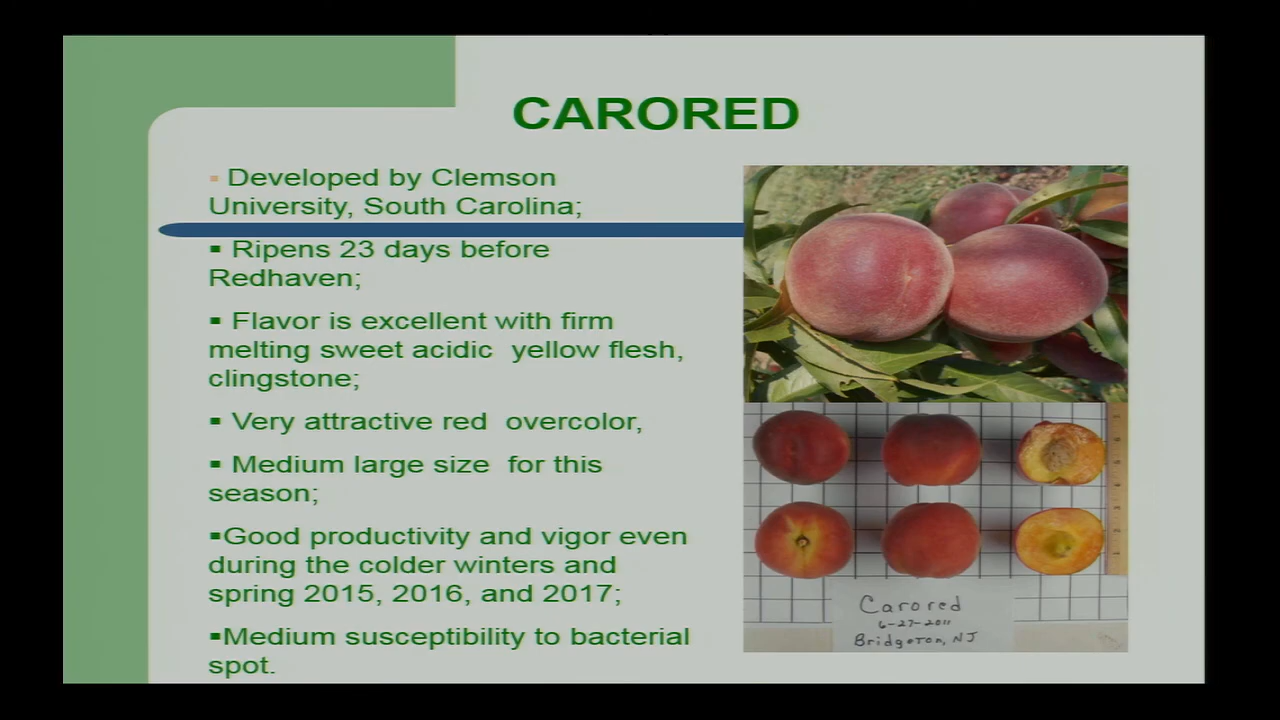 CARORED
▪ Developed by Clemson
University, South Carolina;
▪ Ripens 23 days before
Redhaven;
▪ Flavor is excellent with firm
melting sweet acidic yellow flesh,
clingstone;
▪ Very attractive red overcolor,
▪ Medium large size for this
season;
▪Good productivity and vigor even
during the colder winters and
spring 2015, 2016, and 2017;
▪Medium susceptibility to bacterial
spot.
Carored
6-27-2011
Bridgeton, NJ